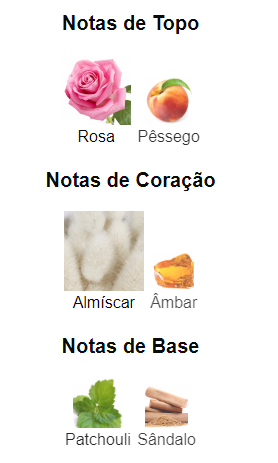 Notas de Topo
Rosa Pêssego
Notas de Coração
Almíscar Âmbar
Notas de Base
Patchouli Sândalo